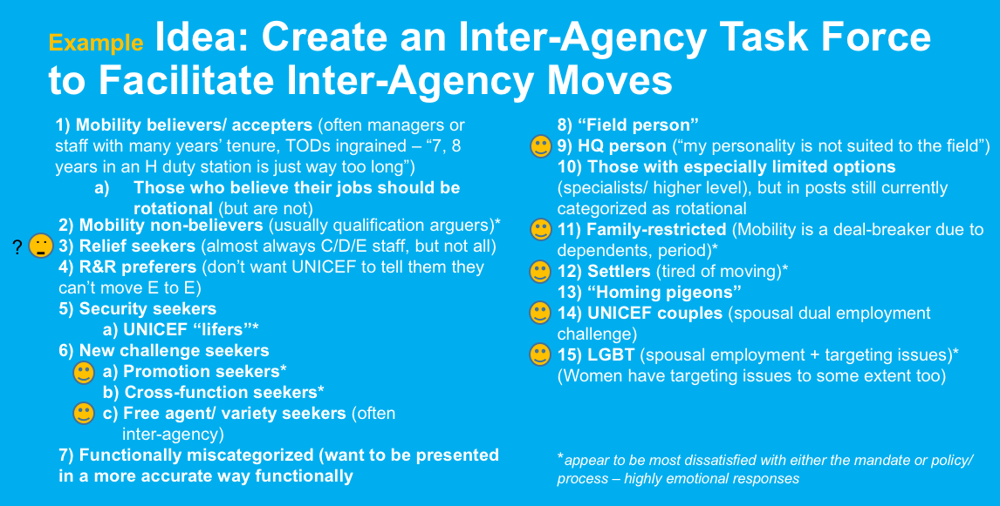 Example Idea: Create an Inter-Agency Task Force
to Facilitate Inter-Agency Moves
1) Mobility believers/ accepters (often managers or
staff with many years’ tenure, TODs ingrained – “7, 8
years in an H duty station is just way too long”)
a) Those who believe their jobs should be
rotational (but are not)
2) Mobility non-believers (usually qualification arguers)*
? 3) Relief seekers (almost always C/D/E staff, but not all)
4) R&R preferers (don’t want UNICEF to tell them they
can’t move E to E)
5) Security seekers
a) UNICEF “lifers”*
6) New challenge seekers
a) Promotion seekers*
b) Cross-function seekers*
c) Free agent/ variety seekers (often
inter-agency)
7) Functionally miscategorized (want to be presented
in a more accurate way functionally
8) “Field person”
9) HQ person (“my personality is not suited to the field”)
10) Those with especially limited options
(specialists/ higher level), but in posts still currently
categorized as rotational
11) Family-restricted (Mobility is a deal-breaker due to
dependents, period)*
12) Settlers (tired of moving)*
13) “Homing pigeons”
14) UNICEF couples (spousal dual employment
challenge)
15) LGBT (spousal employment + targeting issues)*
(Women have targeting issues to some extent too)
*appear to be most dissatisfied with either the mandate or policy/
process – highly emotional responses